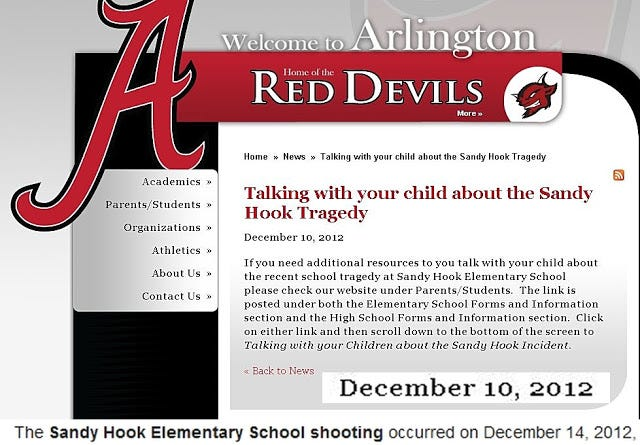 Welcome to Arlington
Home of the
RED DEVILS
More »
Home » News » Talking with your child about the Sandy Hook Tragedy
Academics »
Parents/Students »
Organizations »
Athletics »
About Us »
Contact Us »
Talking with your child about the Sandy
Hook Tragedy
December 10, 2012
If you need additional resources to you talk with your child about
the recent school tragedy at Sandy Hook Elementary School
please check our website under Parents/Students. The link is
posted under both the Elementary School Forms and Information
section and the High School Forms and Information section. Click
on either link and then scroll down to the bottom of the screen to
Talking with your Children about the Sandy Hook Incident.
« Back to News
December 10, 2012
The Sandy Hook Elementary School shooting occurred on December 14, 2012,